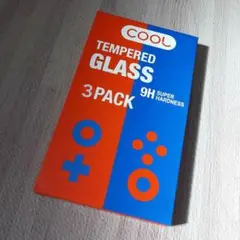 COOL
TEMPERED
GLASS
3 PACK
9H SUPER
HARDNESS